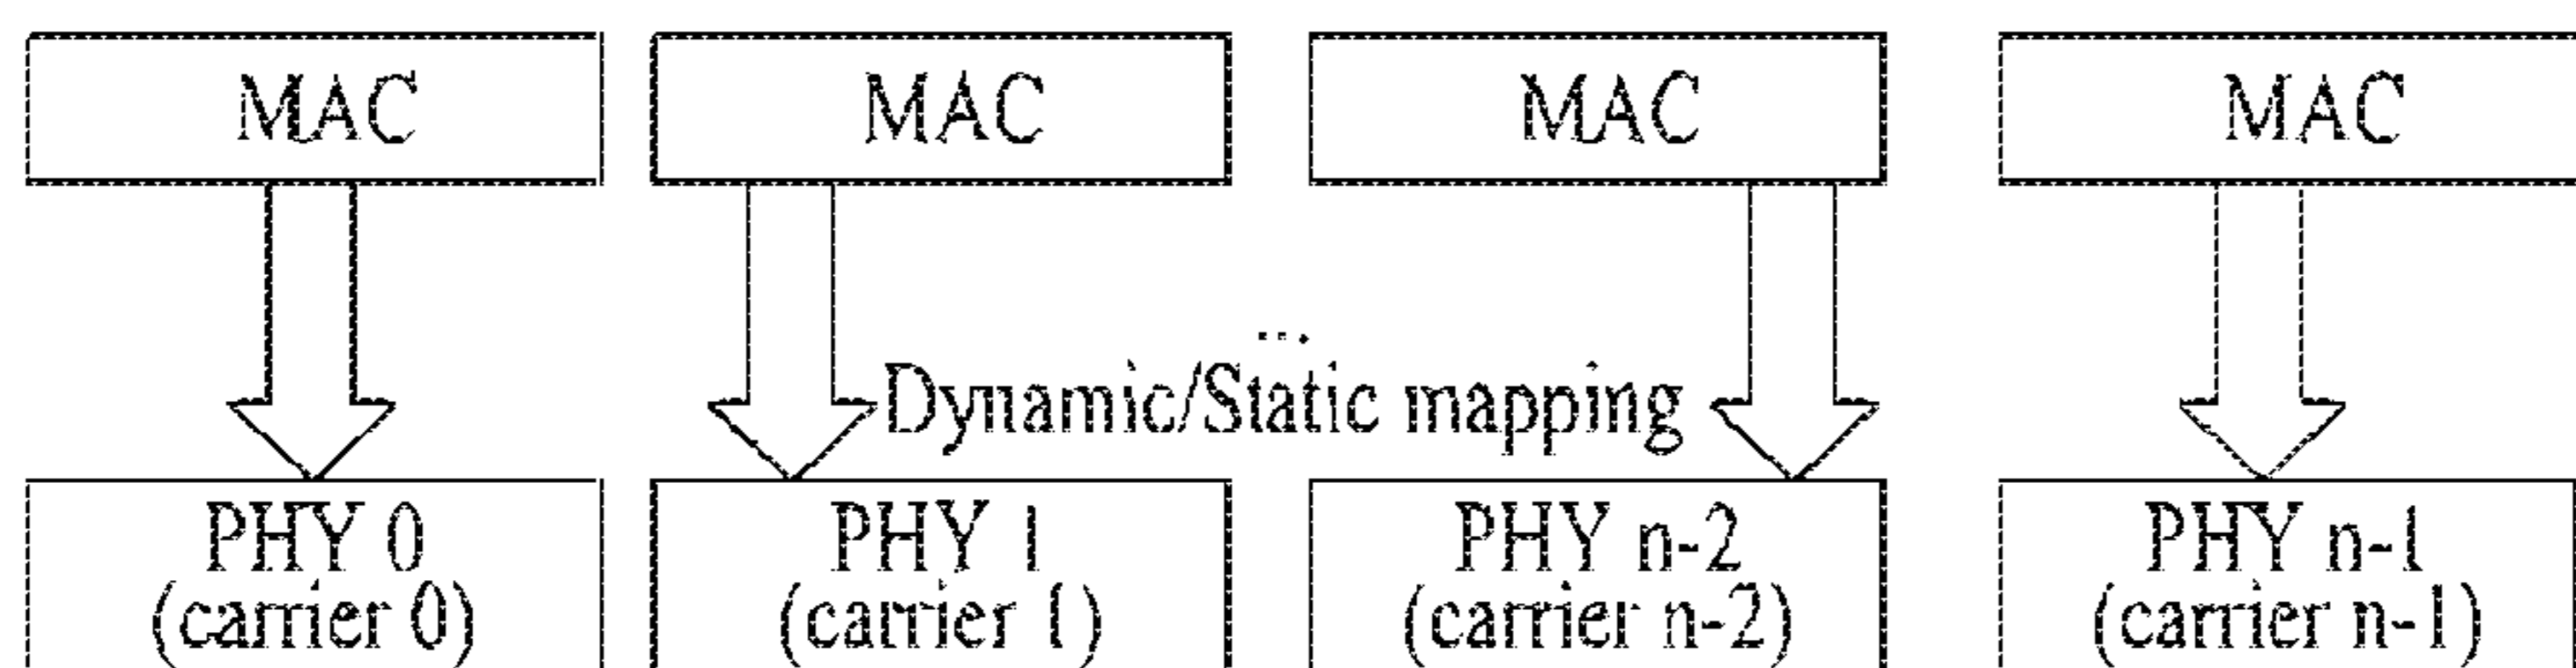 MAC MAC MAC MAC
...
Dynamic/Static mapping
PHY 0 PHY 1 PHY n-2 PHY n-1
(carrier 0) (carrier 1) (carrier n-2) (carrier n-1)